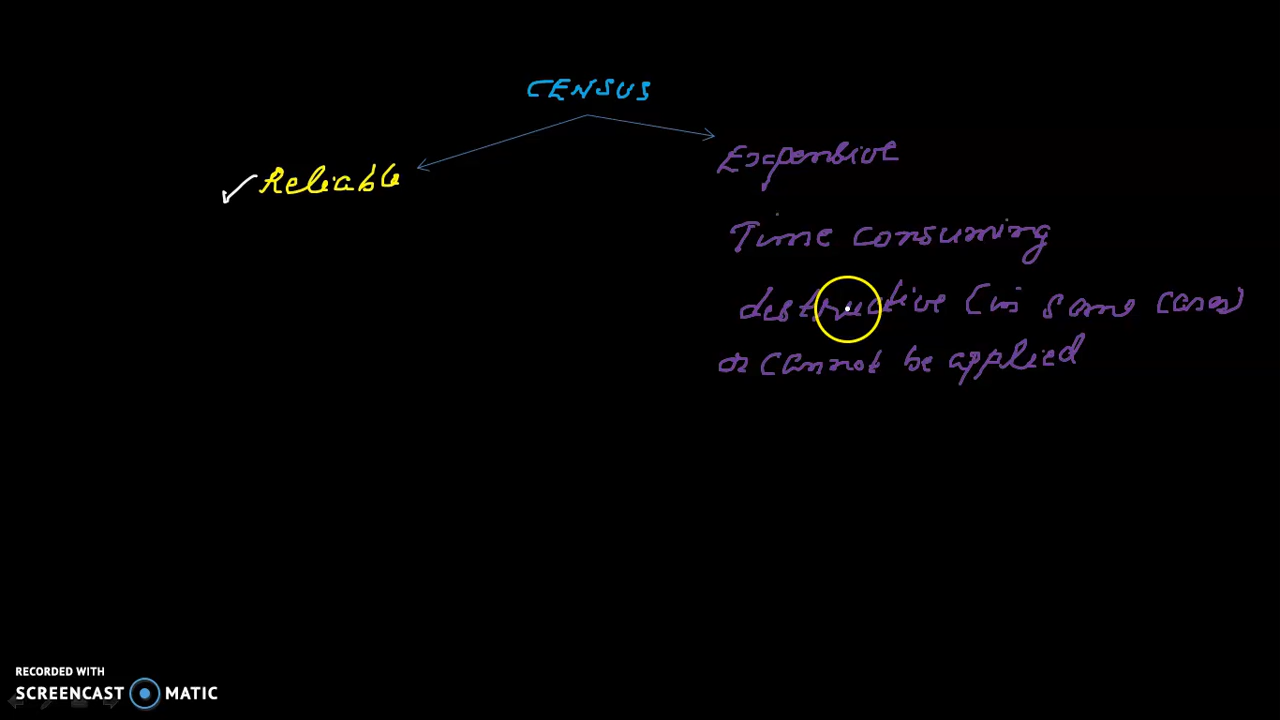 CENSUS
Reliable
Expensive
Time consuming
destructive (in some cases)
or cannot be applied
RECORDED WITH
SCREENCAST MATIC